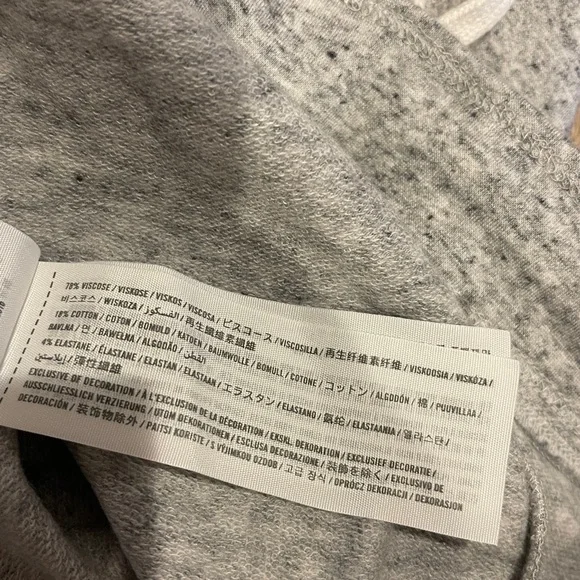 78% VISCOSE / VISKOSE / VISKOS / VISCOSA / ビスコース / VISCOSILLA / 再生纤维素纤维 / VISKOOSIA / VISKÓZA /
비스코스 / WISKOZA / الفسكوز / 再生纖維素纖維
18% COTTON / COTON / BOMULD / KATOEN / BAUMWOLLE / BOMULL / COTONE / コットン / ALGODÓN / 棉 / PUUVILLAA /
BAVLNA / 면 / BAWEŁNA / ALGODÃO / القطن
4% ELASTANE / ÉLASTANE / ELASTAN / ELASTAAN / エラスタン / ELASTANO / 氨纶 / ELASTAANIA / 엘라스탄 /
إيلاستين / 彈性纖維
EXCLUSIVE OF DECORATION / À L'EXCLUSION DE LA DÉCORATION / EKSKL. DEKORATION / EXCLUSIEF DECORATIE /
AUSSCHLIESSLICH VERZIERUNG / UTOM DEKORATIONEN / ESCLUSA DECORAZIONE / 装飾を除く / EXCLUSIVO DE
DECORACIÓN / 装饰物除外 / PAITSI KORISTE / S VÝJIMKOU OZDOB / 고급 장식 / OPRÓCZ DEKORACJI / DEKORASJON